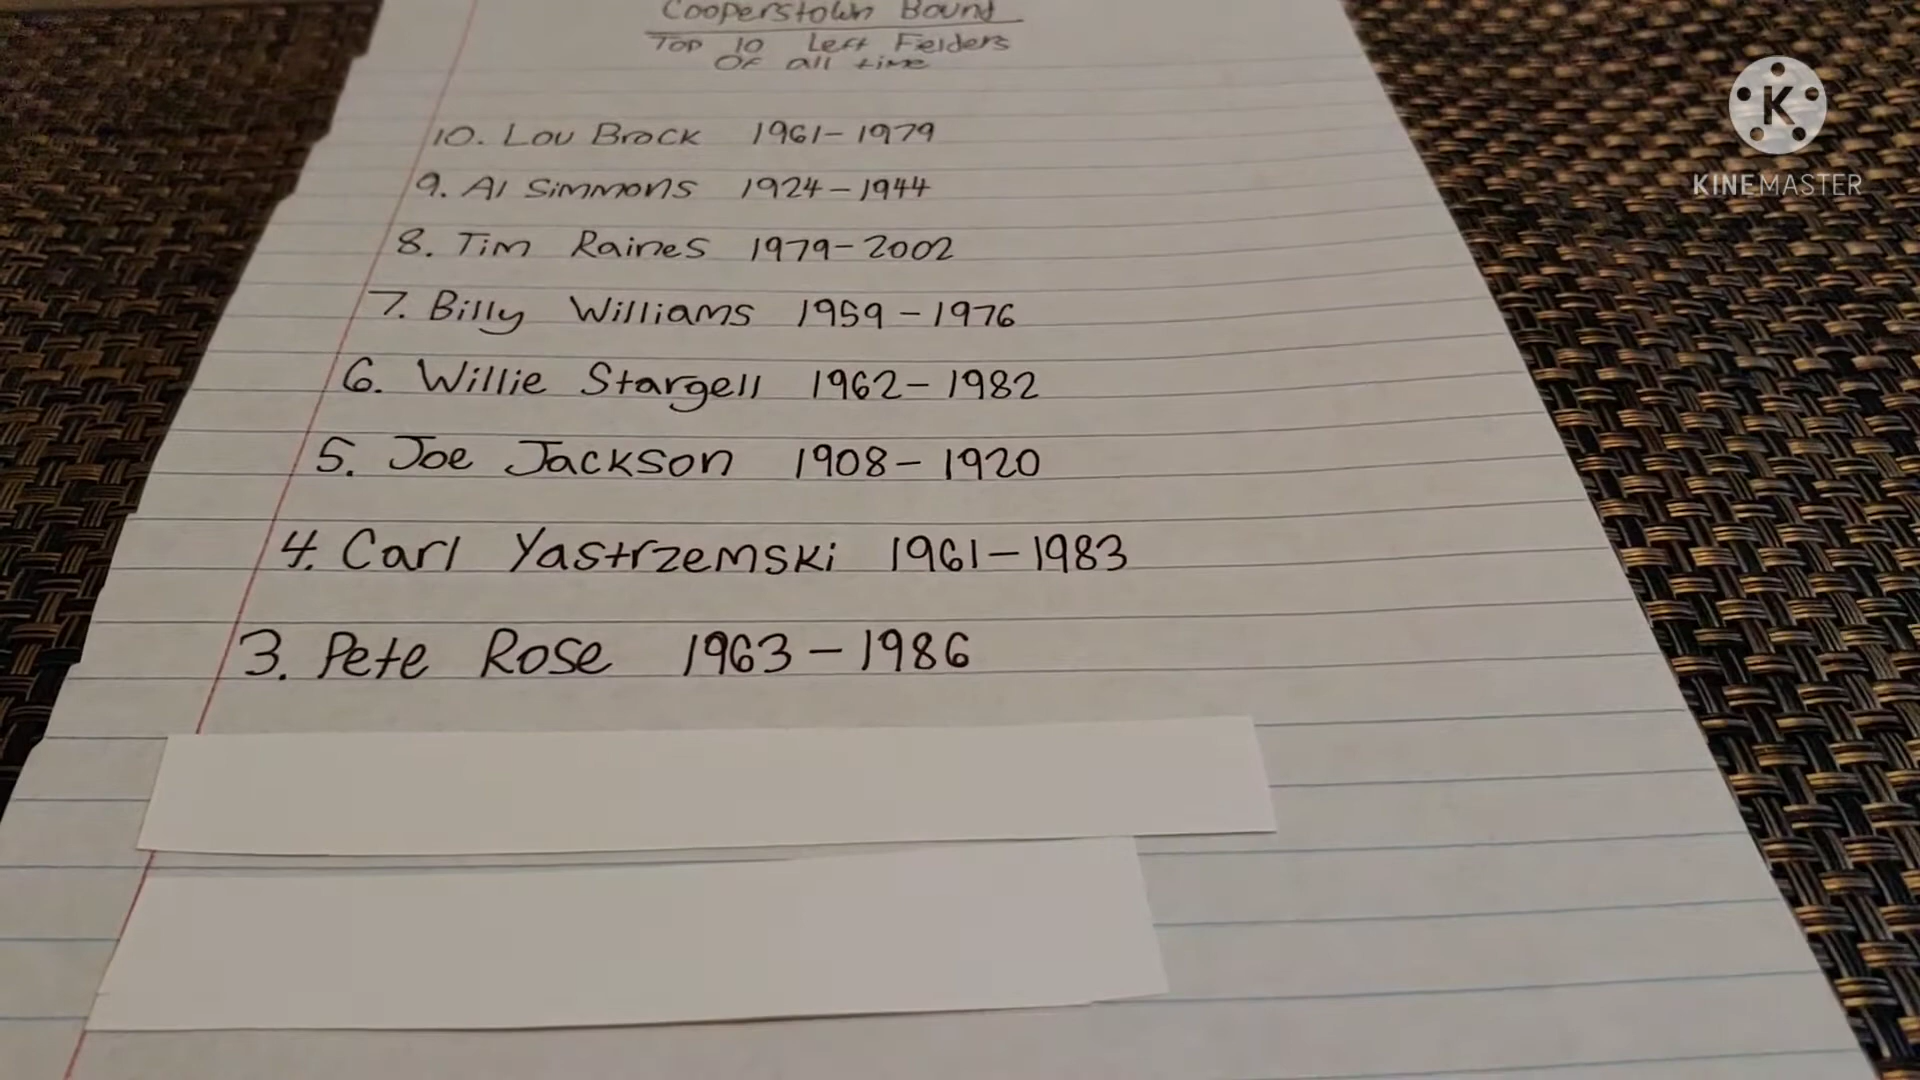 Cooperstown Bound
Top 10 Left Fielders
Of all time
10. Lou Brock 1961-1979
9. Al Simmons 1924-1944
8. Tim Raines 1979-2002
7. Billy Williams 1959-1976
6. Willie Stargell 1962-1982
5. Joe Jackson 1908-1920
4. Carl Yastrzemski 1961-1983
3. Pete Rose 1963-1986
K
KINEMASTER